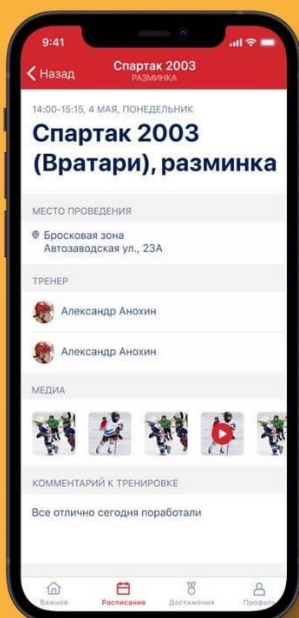 9:41
Назад
Спартак 2003
РАЗМИНКА
14:00-15:15, 4 МАЯ, ПОНЕДЕЛЬНИК
Спартак 2003
(Вратари), разминка
МЕСТО ПРОВЕДЕНИЯ
Бросковая зона
Автозаводская ул., 23А
ТРЕНЕР
Александр Анохин
Александр Анохин
МЕДИА
КОММЕНТАРИЙ К ТРЕНИРОВКЕ
Все отлично сегодня поработали
Важное
Расписание
Достижения
Профиль